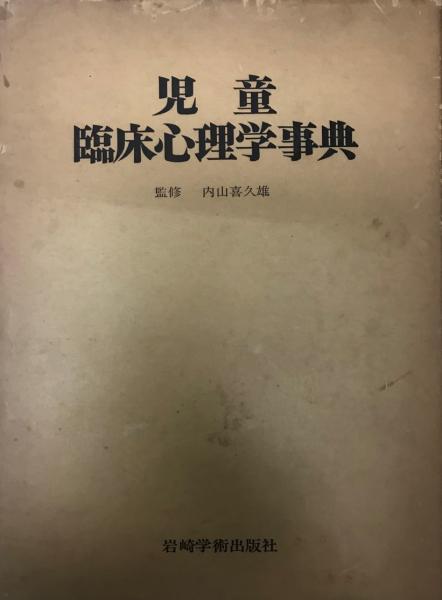 児童
臨床心理学事典
監修 内山喜久雄
岩崎学術出版社